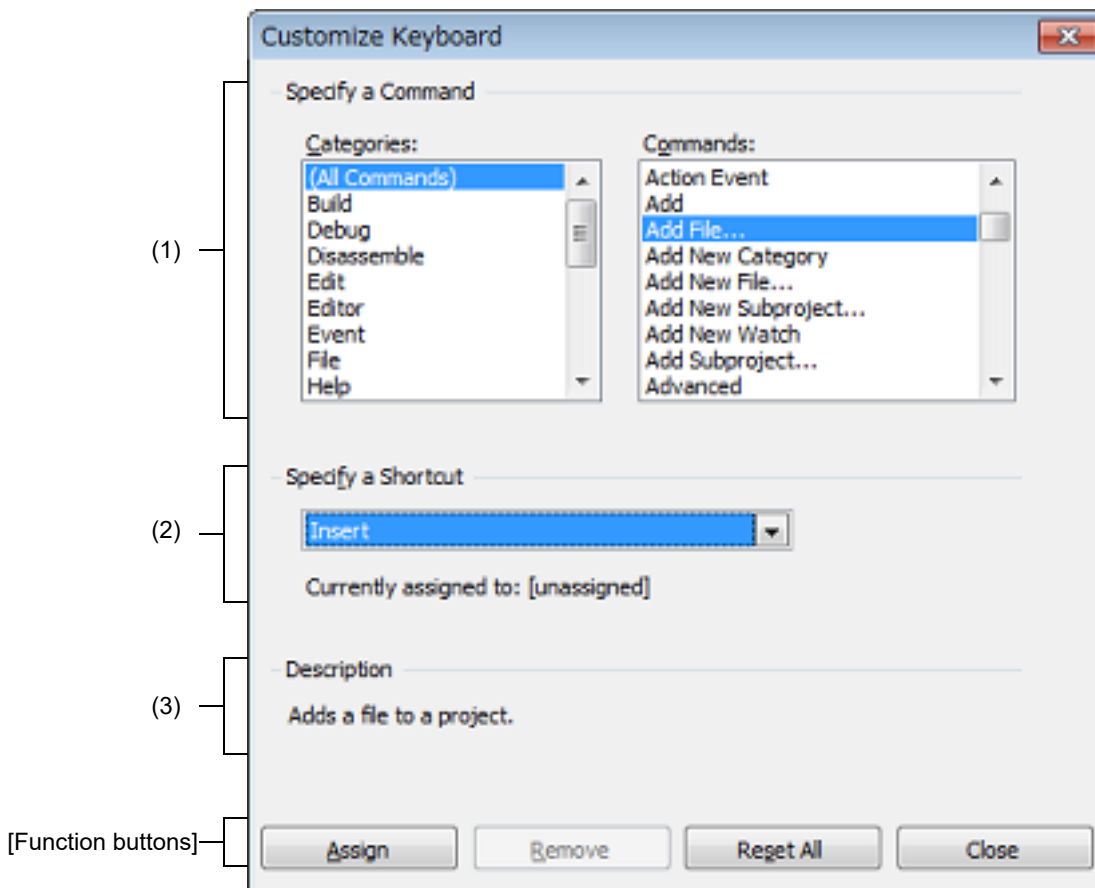 Customize Keyboard
(1)
Specify a Command
Categories:
(All Commands)
Build
Debug
Disassemble
Edit
Editor
Event
File
Help
Commands:
Action Event
Add
Add File...
Add New Category
Add New File...
Add New Subproject...
Add New Watch
Add Subproject...
Advanced
(2)
Specify a Shortcut
Insert
Currently assigned to: [unassigned]
(3)
Description
Adds a file to a project.
[Function buttons]
Assign Remove Reset All Close